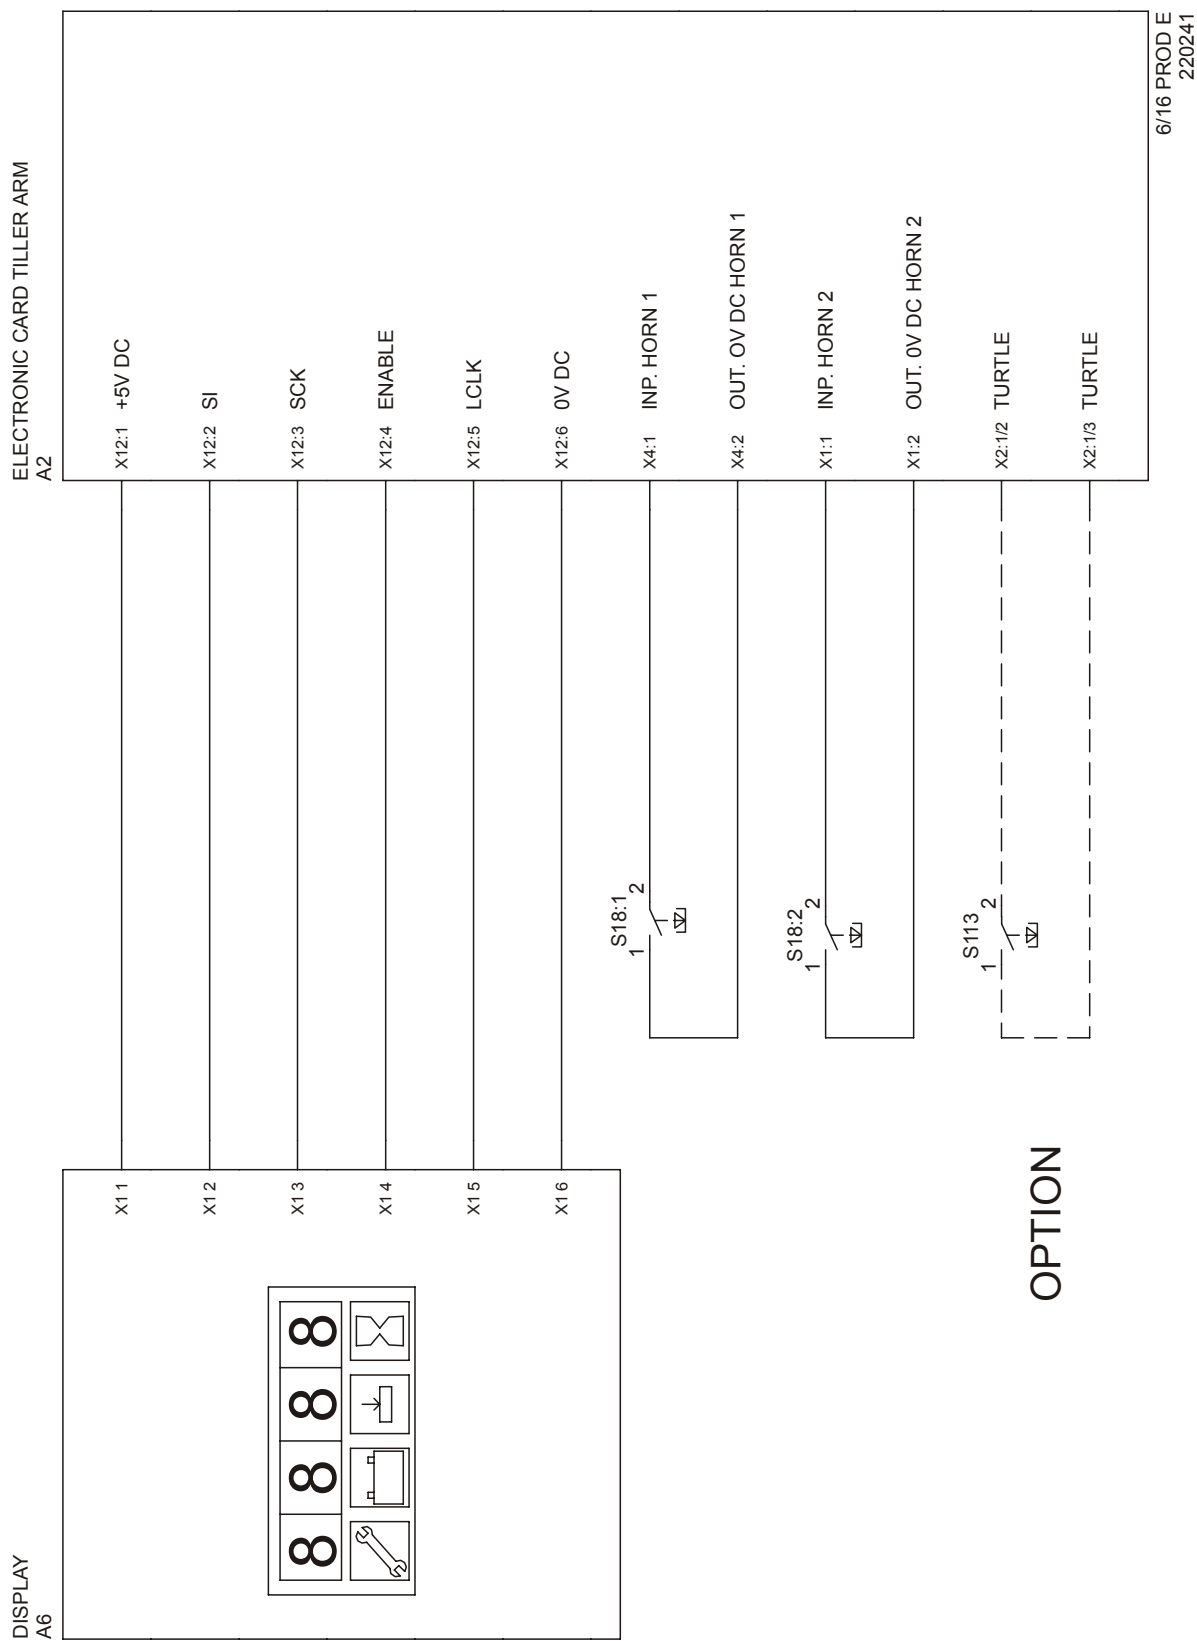 DISPLAY
A6
ELECTRONIC CARD TILLER ARM
A2
X11
X12:1 +5V DC
X12
X12:2 SI
X13
X12:3 SCK
8 8 8 8
X14
X12:4 ENABLE
X15
X12:5 LCLK
X16
X12:6 0V DC
S18:1
1 2
X4:1 INP. HORN 1
X4:2 OUT. OV DC HORN 1
S18:2
1 2
X1:1 INP. HORN 2
X1:2 OUT. 0V DC HORN 2
S113
1 2
X2:1/2 TURTLE
OPTION
X2:1/3 TURTLE
6/16 PROD E
220241